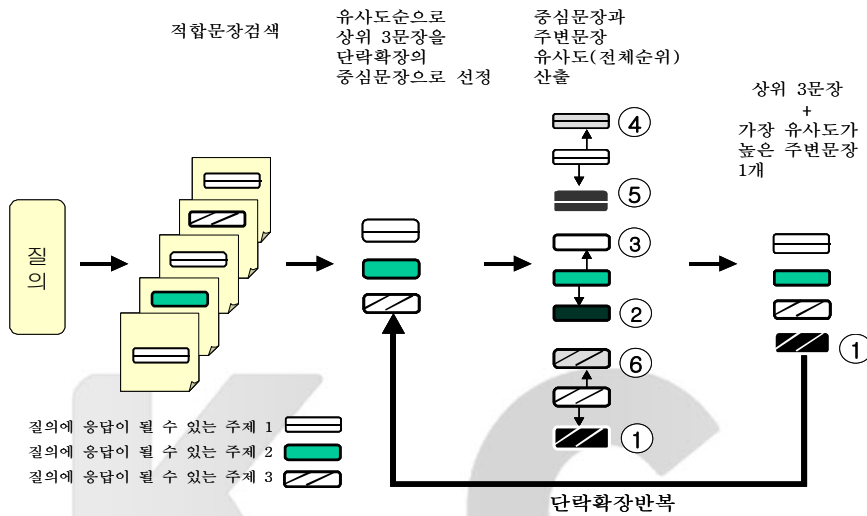 적합문장검색
유사도순으로
상위 3문장을
단락확장의
중심문장으로 선정
중심문장과
주변문장
유사도(전체순위)
산출
상위 3문장
+
가장 유사도가
높은 주변문장
1개
질의
④
⑤
③
②
⑥
①
①
질의에 응답이 될 수 있는 주제 1
질의에 응답이 될 수 있는 주제 2
질의에 응답이 될 수 있는 주제 3
단락확장반복